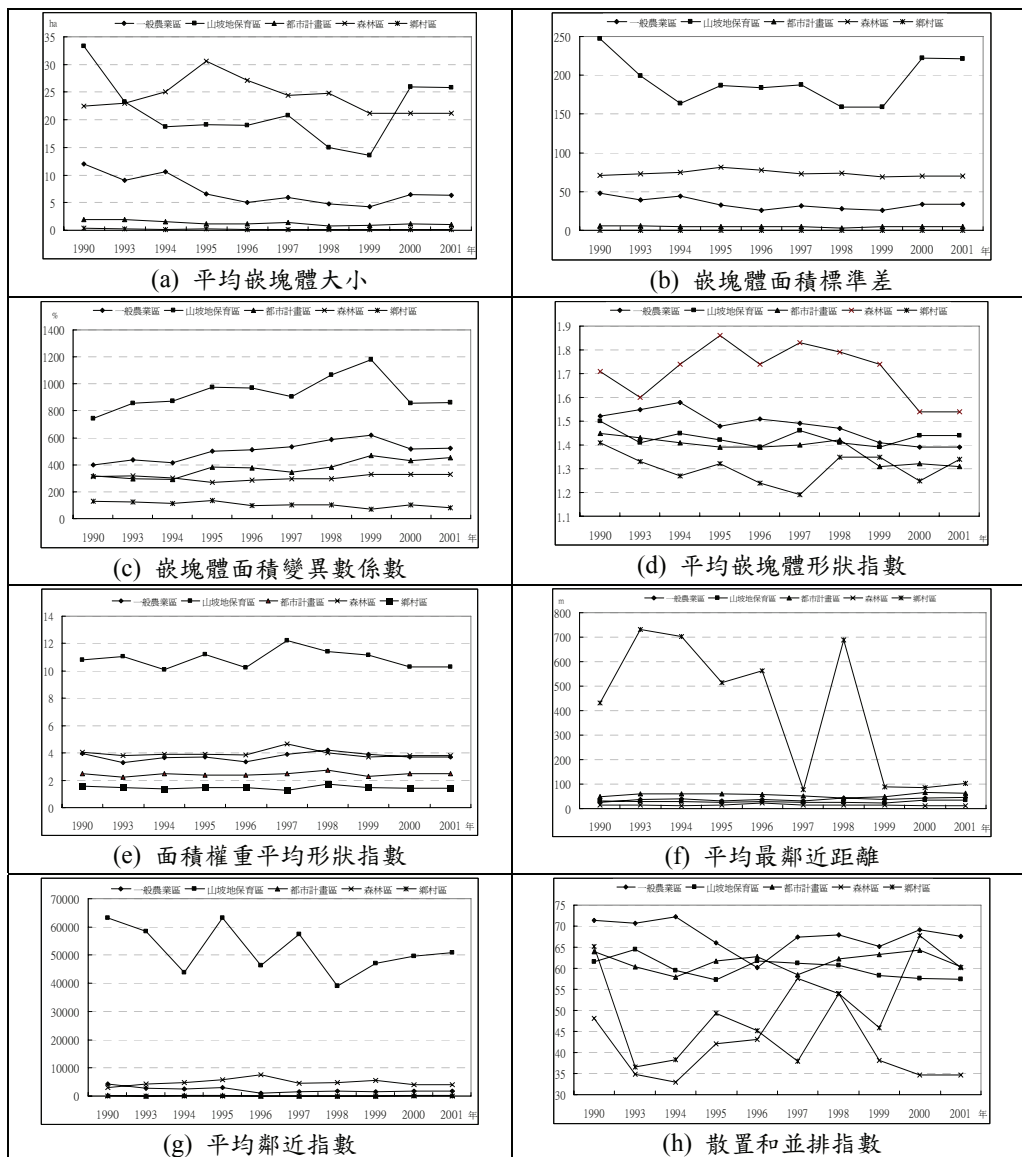 ha
一般農業區 山坡地保育區 都市計畫區 森林區 鄉村區
35
30
25
20
15
10
5
0
1990 1993 1994 1995 1996 1997 1998 1999 2000 2001 年
(a) 平均嵌塊體大小
一般農業區 山坡地保育區 都市計畫區 森林區 鄉村區
250
200
150
100
50
0
1990 1993 1994 1995 1996 1997 1998 1999 2000 2001 年
(b) 嵌塊體面積標準差
%
一般農業區 山坡地保育區 都市計畫區 森林區 鄉村區
1400
1200
1000
800
600
400
200
0
1990 1993 1994 1995 1996 1997 1998 1999 2000 2001 年
(c) 嵌塊體面積變異數係數
一般農業區 山坡地保育區 都市計畫區 森林區 鄉村區
1.9
1.8
1.7
1.6
1.5
1.4
1.3
1.2
1.1
1990 1993 1994 1995 1996 1997 1998 1999 2000 2001 年
(d) 平均嵌塊體形狀指數
一般農業區 山坡地保育區 都市計畫區 森林區 鄉村區
14
12
10
8
6
4
2
0
1990 1993 1994 1995 1996 1997 1998 1999 2000 2001 年
(e) 面積權重平均形狀指數
m
一般農業區 山坡地保育區 都市計畫區 森林區 鄉村區
800
700
600
500
400
300
200
100
0
1990 1993 1994 1995 1996 1997 1998 1999 2000 2001 年
(f) 平均最鄰近距離
一般農業區 山坡地保育區 都市計畫區 森林區 鄉村區
70000
60000
50000
40000
30000
20000
10000
0
1990 1993 1994 1995 1996 1997 1998 1999 2000 2001 年
(g) 平均鄰近指數
一般農業區 山坡地保育區 都市計畫區 森林區 鄉村區
75
70
65
60
55
50
45
40
35
30
1990 1993 1994 1995 1996 1997 1998 1999 2000 2001 年
(h) 散置和並排指數